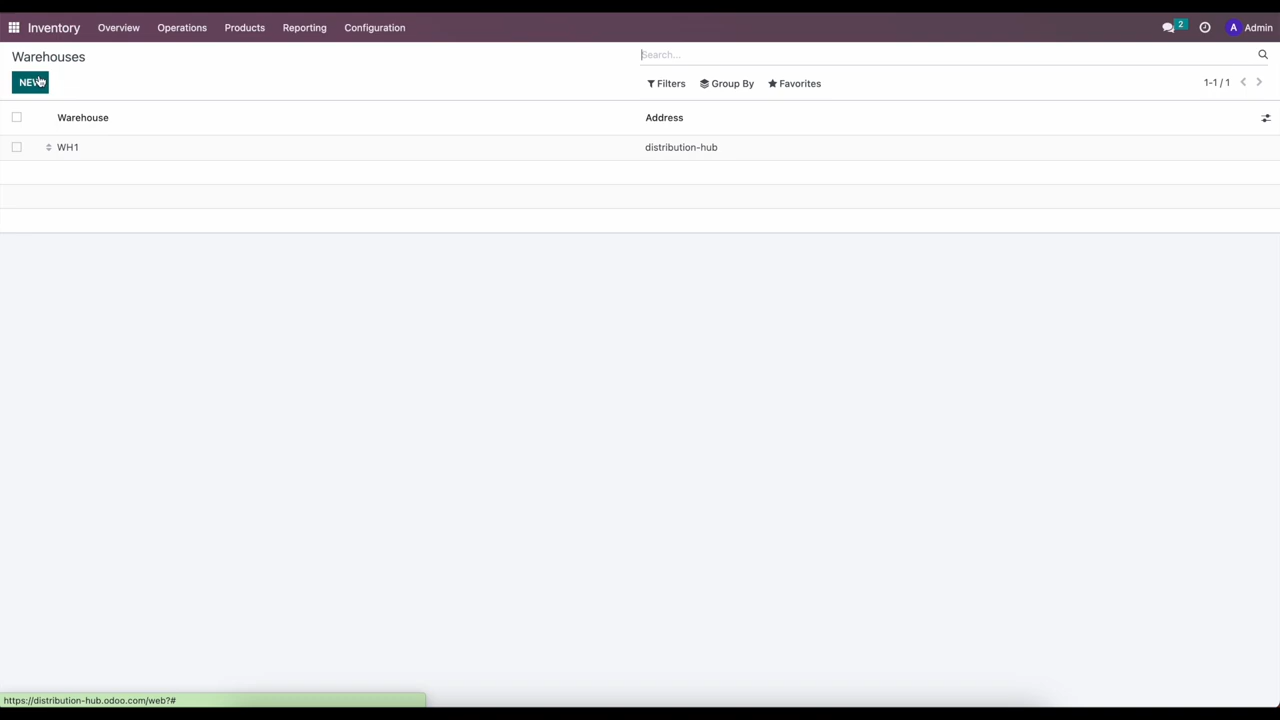 Inventory Overview Operations Products Reporting Configuration 2 A Admin
Warehouses Search...
NEW Filters Group By Favorites 1-1 / 1
Warehouse Address
WH1 distribution-hub
https://distribution-hub.odoo.com/web?#